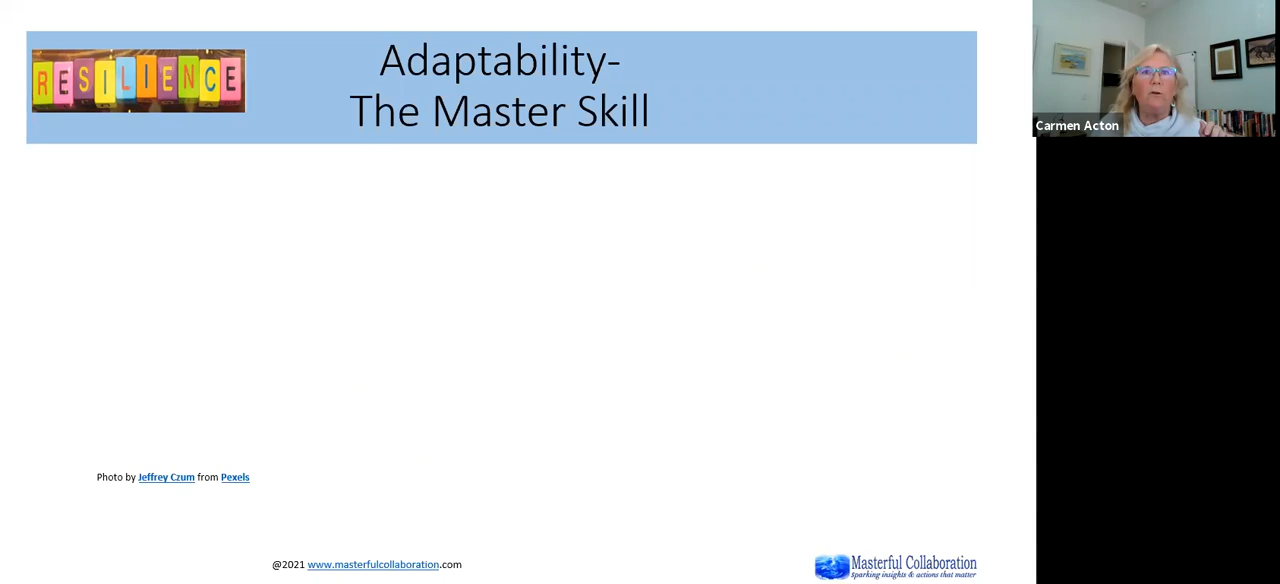 RESILIENCE
Adaptability-
The Master Skill
Carmen Acton
Photo by Jeffrey Czum from Pexels
@2021 www.masterfulcollaboration.com
Masterful Collaboration
sparking insights & actions that matter